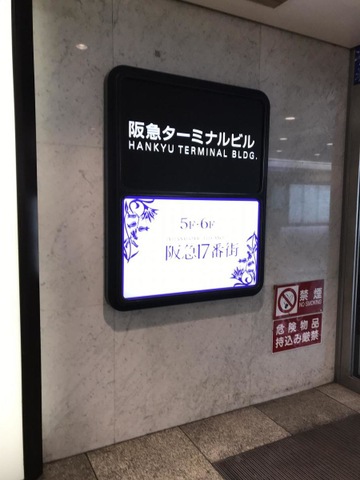 阪急ターミナルビル
HANKYU TERMINAL BLDG.
5F・6F
阪急17番街
禁煙
NO SMOKING
危険物品
持込み厳禁